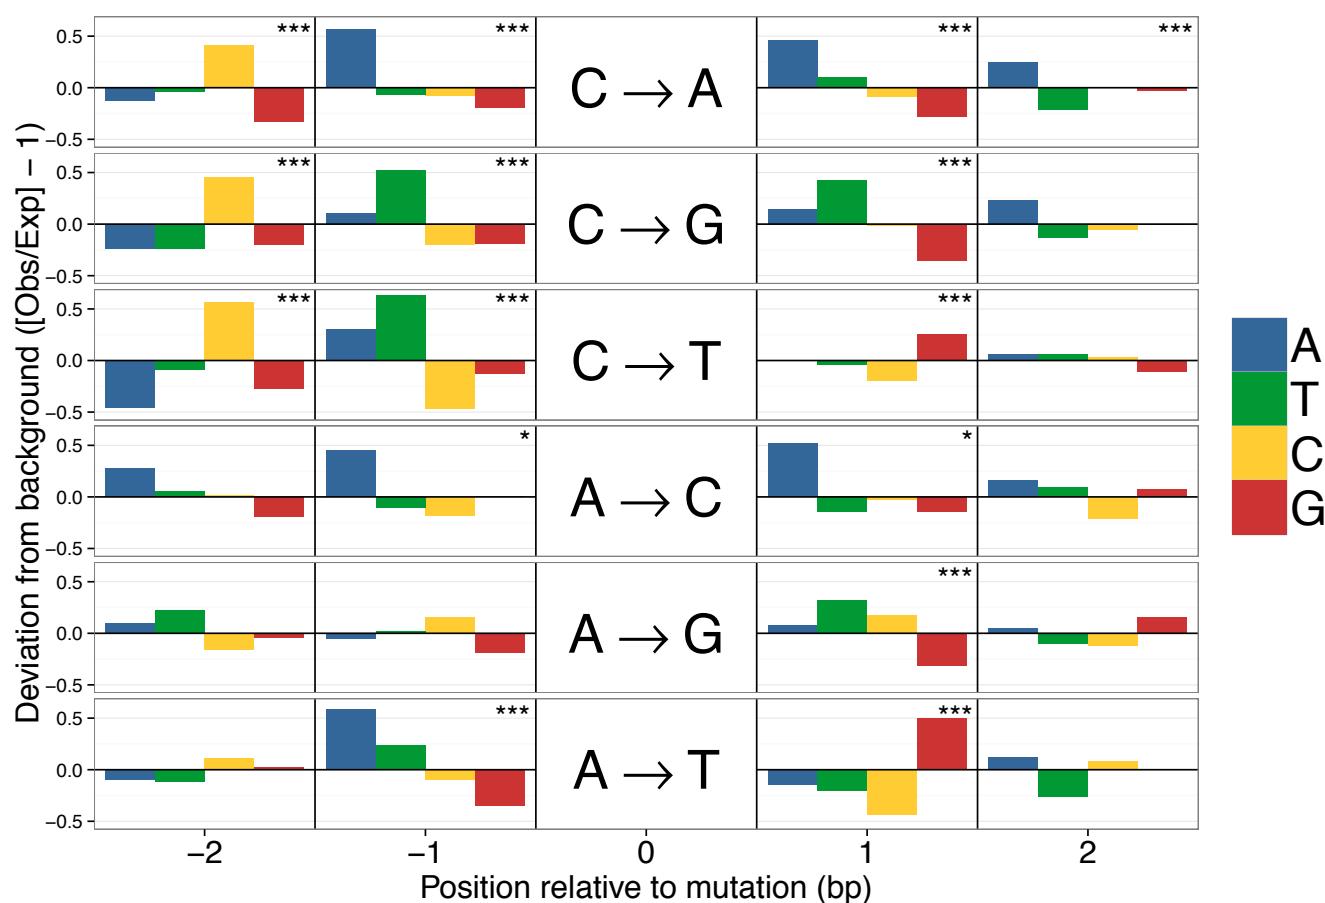 Deviation from background ([Obs/Exp] − 1)
0.5 *** *** *** ***
0.0 C → A
−0.5
0.5 *** *** ***
0.0 C → G
−0.5
0.5 *** *** ***
0.0 C → T
−0.5
0.5 * *
0.0 A → C
−0.5
0.5 ***
0.0 A → G
−0.5
0.5 *** ***
0.0 A → T
−0.5
−2 −1 0 1 2
Position relative to mutation (bp)
A
T
C
G